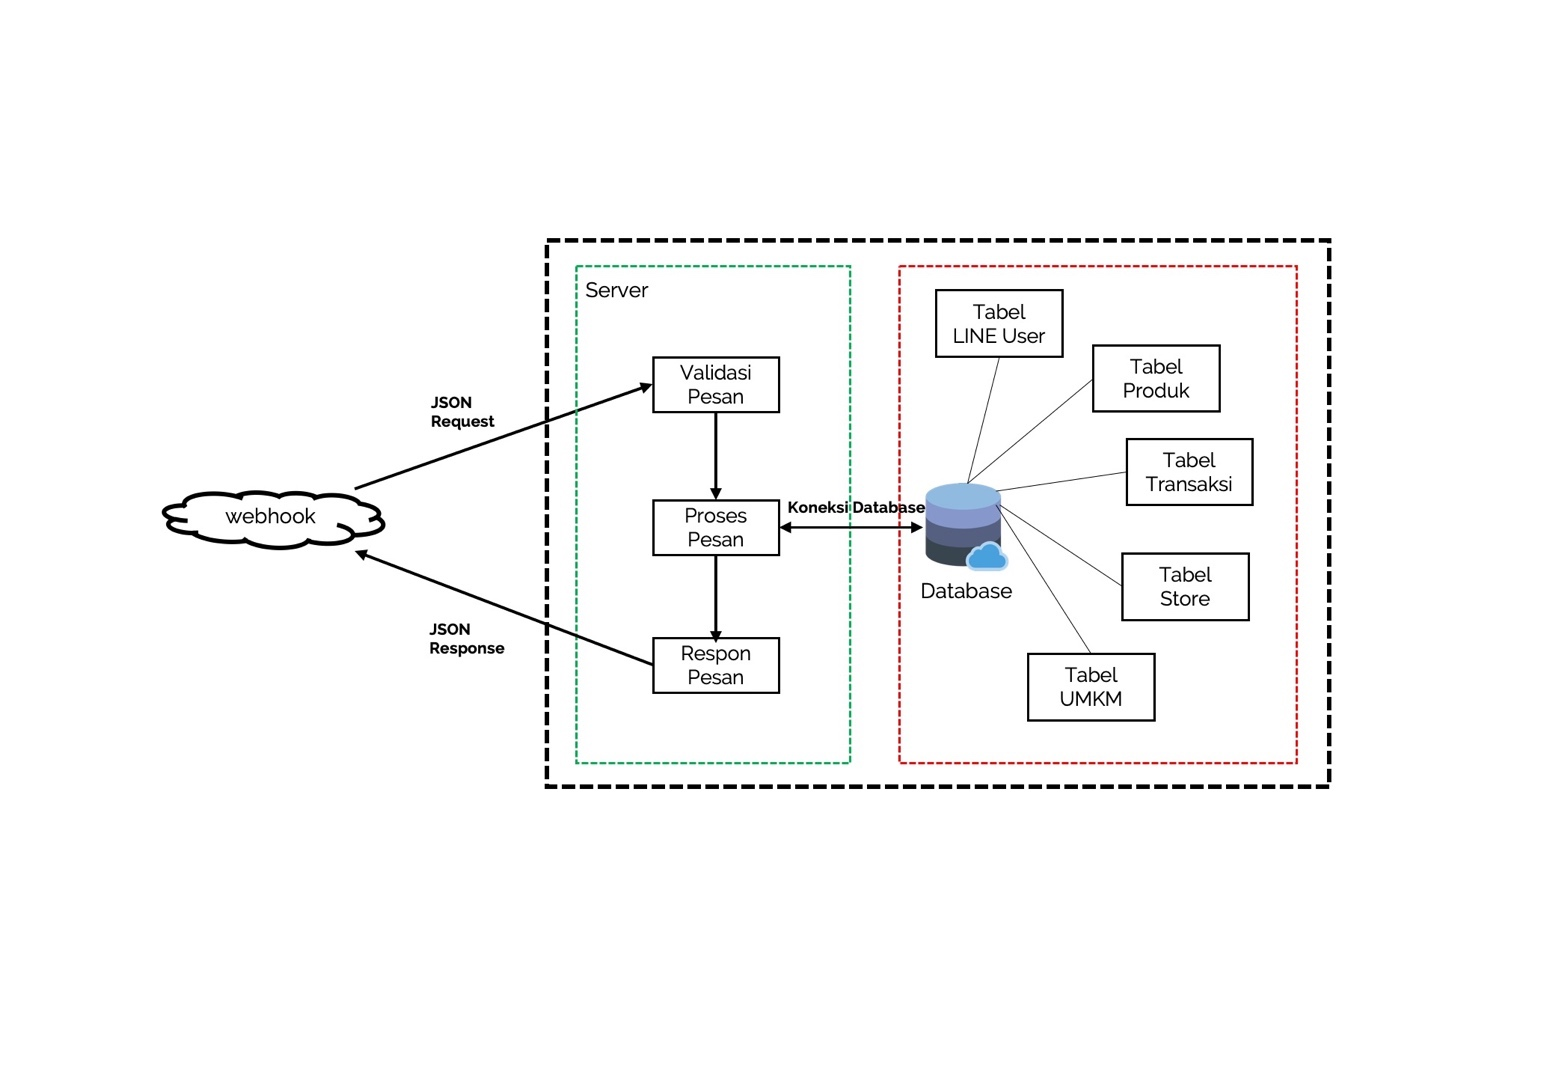 Server
Validasi
Pesan
JSON
Request
webhook
Proses
Pesan
Koneksi Database
JSON
Response
Respon
Pesan
Tabel
LINE User
Tabel
Produk
Tabel
Transaksi
Database
Tabel
Store
Tabel
UMKM